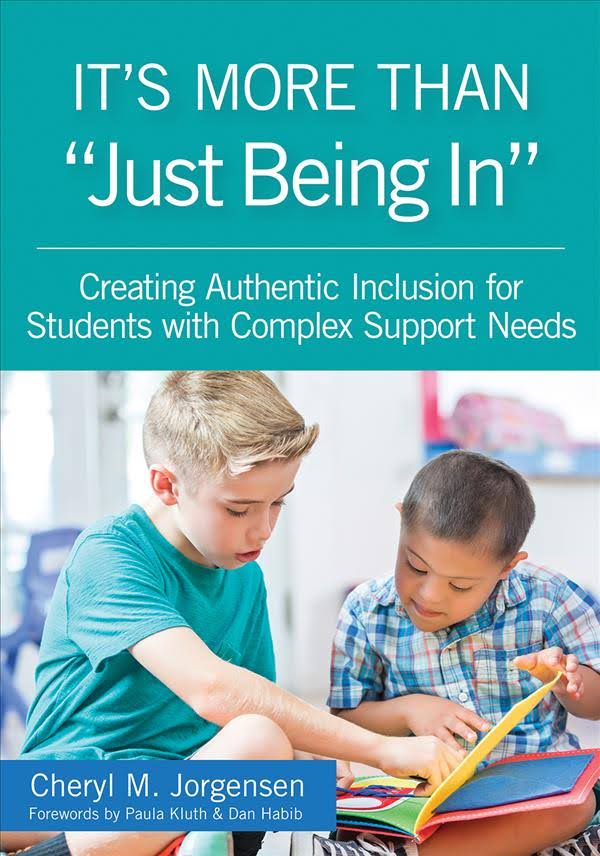 IT'S MORE THAN
“Just Being In”
Creating Authentic Inclusion for
Students with Complex Support Needs
Cheryl M. Jorgensen
Forewords by Paula Kluth & Dan Habib